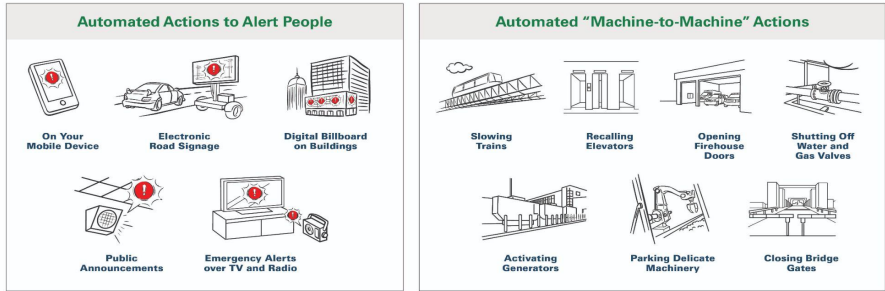 Automated Actions to Alert People
On Your
Mobile Device
Electronic
Road Signage
Digital Billboard
on Buildings
Public
Announcements
Emergency Alerts
over TV and Radio
Automated “Machine-to-Machine” Actions
Slowing
Trains
Recalling
Elevators
Opening
Firehouse
Doors
Shutting Off
Water and
Gas Valves
Activating
Generators
Parking Delicate
Machinery
Closing Bridge
Gates